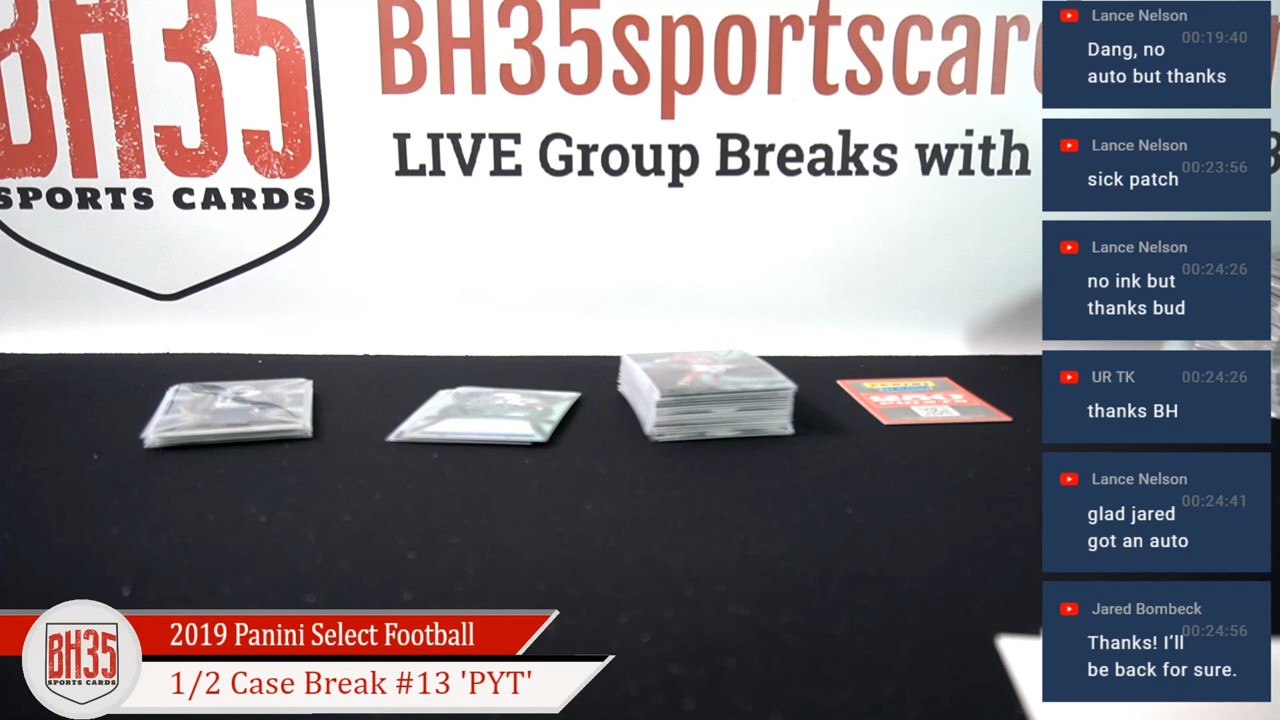 BH35
SPORTS CARDS
BH35sportscar
LIVE Group Breaks with
Lance Nelson
00:19:40
Dang, no
auto but thanks
Lance Nelson
00:23:56
sick patch
Lance Nelson
00:24:26
no ink but
thanks bud
UR TK
00:24:26
thanks BH
Lance Nelson
00:24:41
glad jared
got an auto
Jared Bombeck
00:24:56
Thanks! I'll
be back for sure.
PANINI
BH35
SPORTS CARDS
2019 Panini Select Football
1/2 Case Break #13 'PYT'